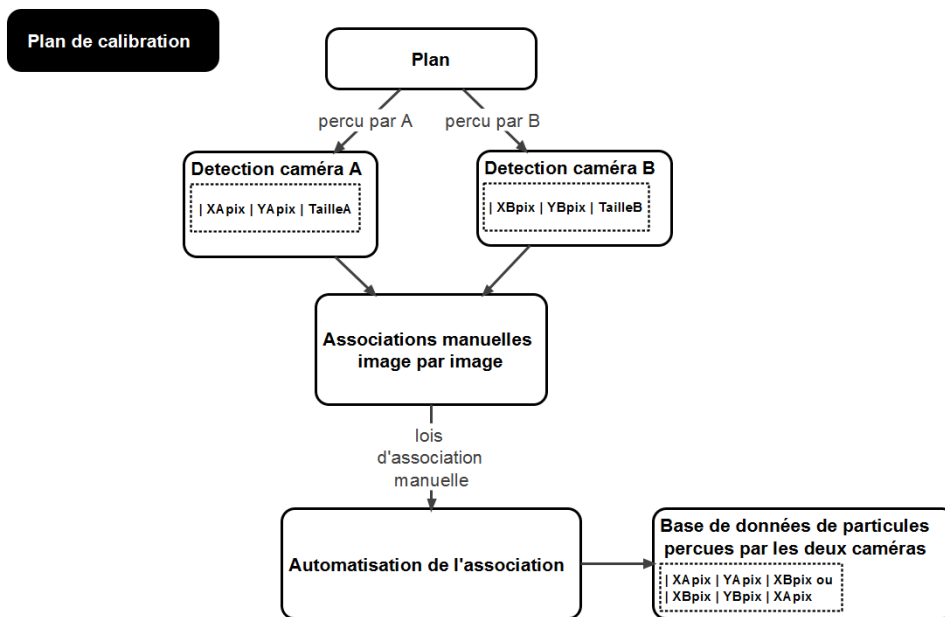 Plan de calibration
Plan
percu par A
percu par B
Detection caméra A
| XApix | YApix | TailleA
Detection caméra B
| XBpix | YBpix | TailleB
Associations manuelles
image par image
lois
d'association
manuelle
Automatisation de l'association
Base de données de particules
percues par les deux caméras
| XApix | YApix | XBpix ou
| XBpix | YBpix | XApix